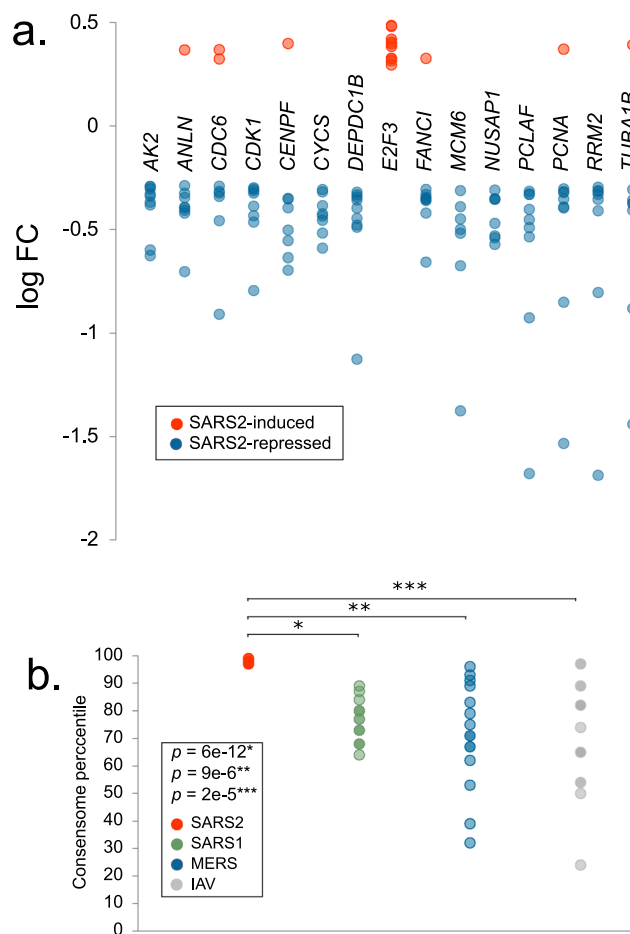 a.
0.5
0
-0.5
-1
-1.5
-2
log FC
AK2
ANLN
CDC6
CDK1
CENPF
CYCS
DEPDC1B
E2F3
FANCI
MCM6
NUSAP1
PCLAF
PCNA
RRM2
TUBA1B
SARS2-induced
SARS2-repressed
***
**
*
b.
100
90
80
70
60
50
40
30
20
10
0
Consensome perccentile
p = 6e-12*
p = 9e-6**
p = 2e-5***
SARS2
SARS1
MERS
IAV